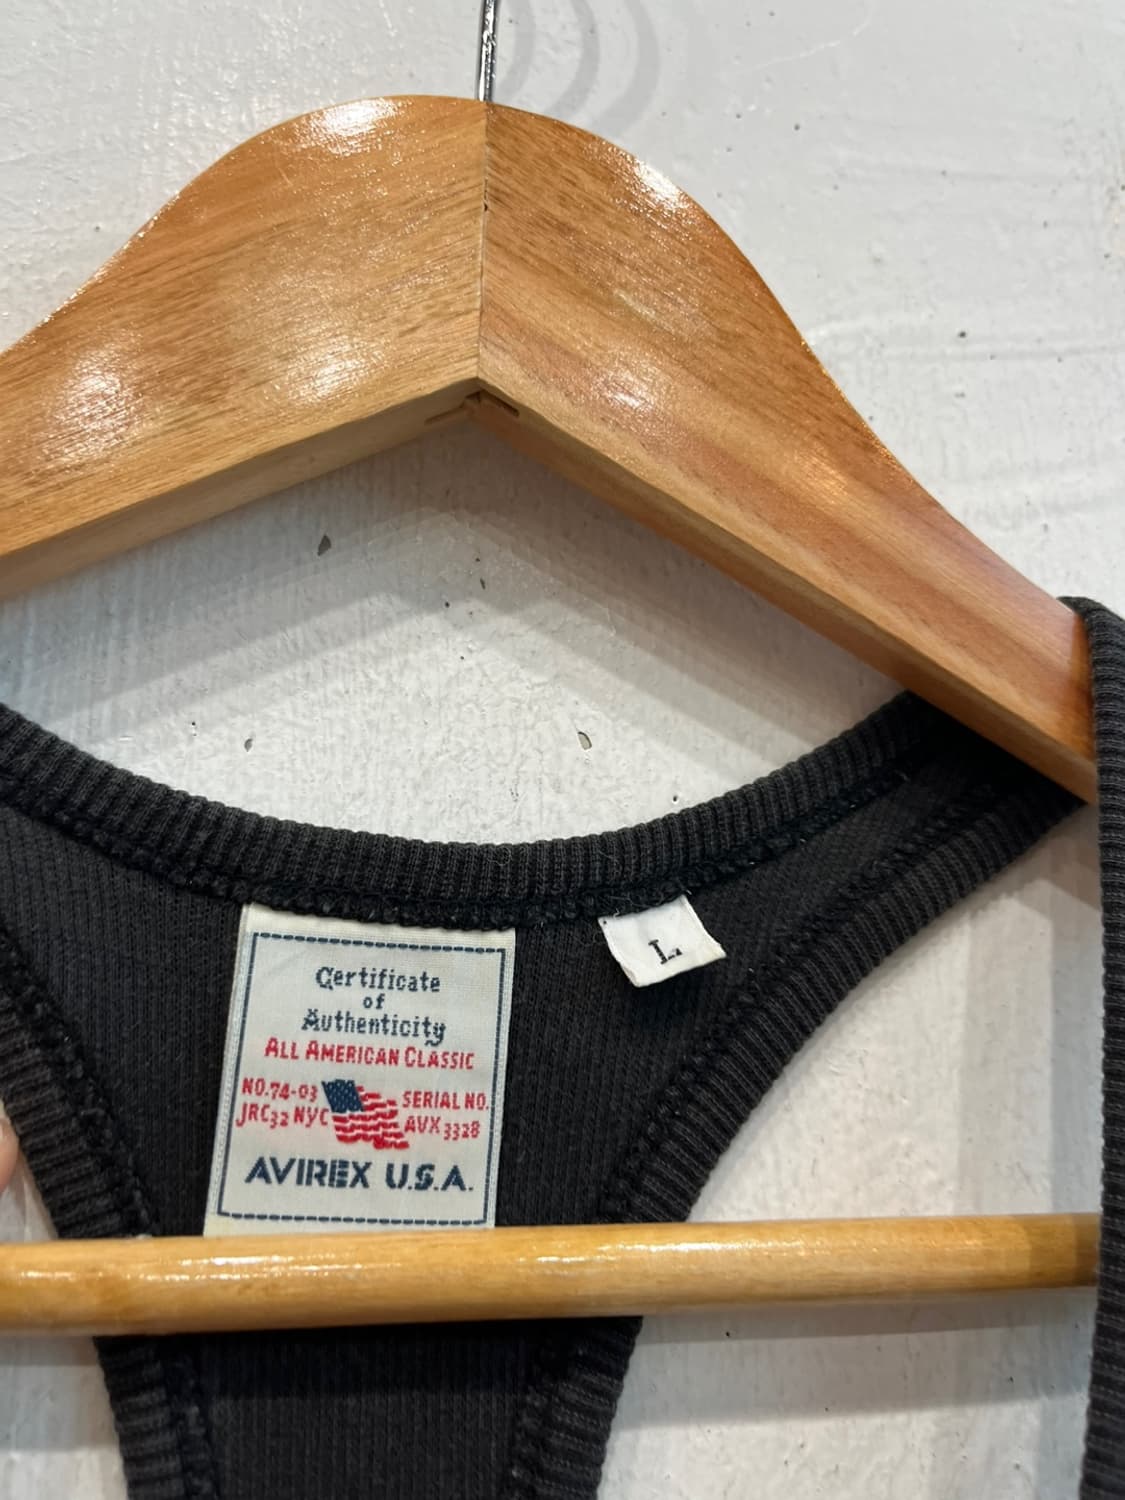 Certificate
of
Authenticity
ALL AMERICAN CLASSIC
NO.74-03 SERIAL NO.
JRC32 NYC AVX 3328
AVIREX U.S.A.
L.